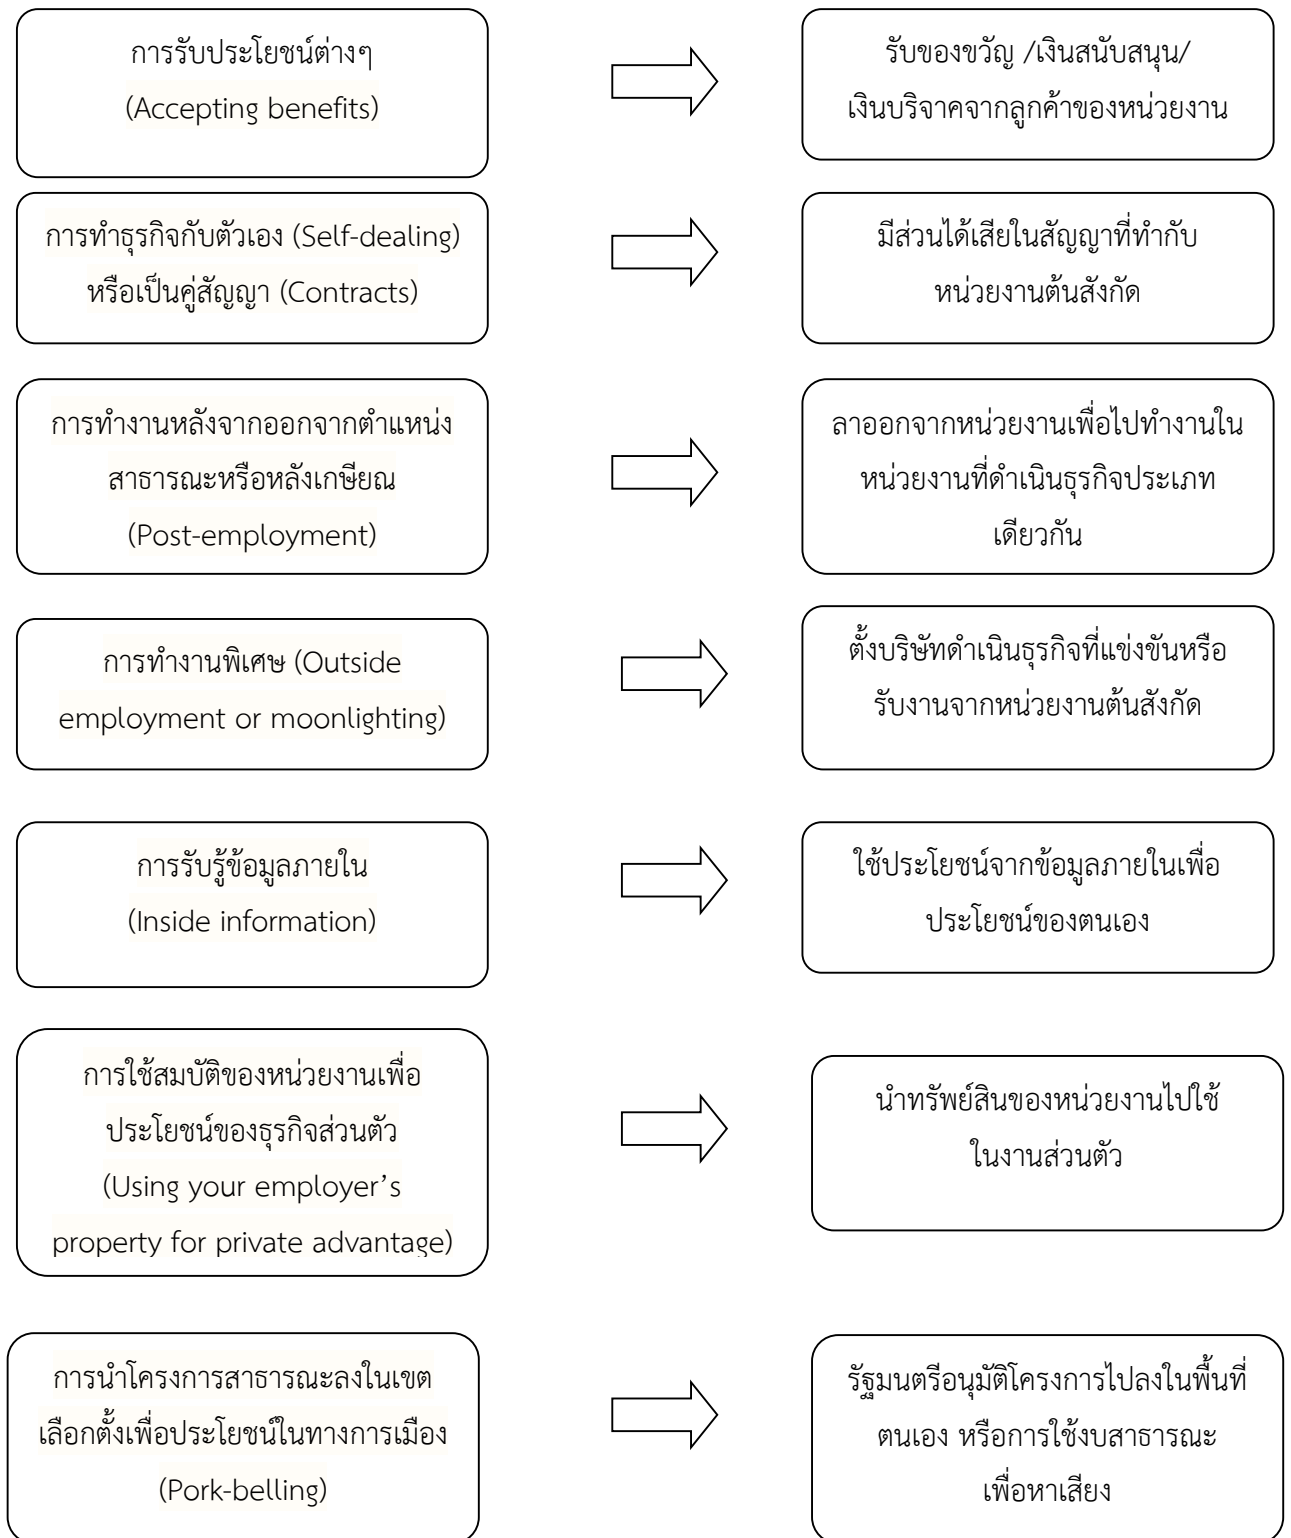 การรับประโยชน์ต่างๆ
(Accepting benefits)
รับของขวัญ /เงินสนับสนุน/
เงินบริจาคจากลูกค้าของหน่วยงาน
การทำธุรกิจกับตัวเอง (Self-dealing)
หรือเป็นคู่สัญญา (Contracts)
มีส่วนได้เสียในสัญญาที่ทำกับ
หน่วยงานต้นสังกัด
การทำงานหลังจากออกจากตำแหน่ง
สาธารณะหรือหลังเกษียณ
(Post-employment)
ลาออกจากหน่วยงานเพื่อไปทำงานใน
หน่วยงานที่ดำเนินธุรกิจประเภท
เดียวกัน
การทำงานพิเศษ (Outside
employment or moonlighting)
ตั้งบริษัทดำเนินธุรกิจที่แข่งขันหรือ
รับงานจากหน่วยงานต้นสังกัด
การรับรู้ข้อมูลภายใน
(Inside information)
ใช้ประโยชน์จากข้อมูลภายในเพื่อ
ประโยชน์ของตนเอง
การใช้สมบัติของหน่วยงานเพื่อ
ประโยชน์ของธุรกิจส่วนตัว
(Using your employer’s
property for private advantage)
นำทรัพย์สินของหน่วยงานไปใช้
ในงานส่วนตัว
การนำโครงการสาธารณะลงในเขต
เลือกตั้งเพื่อประโยชน์ในทางการเมือง
(Pork-belling)
รัฐมนตรีอนุมัติโครงการไปลงในพื้นที่
ตนเอง หรือการใช้งบสาธารณะ
เพื่อหาเสียง